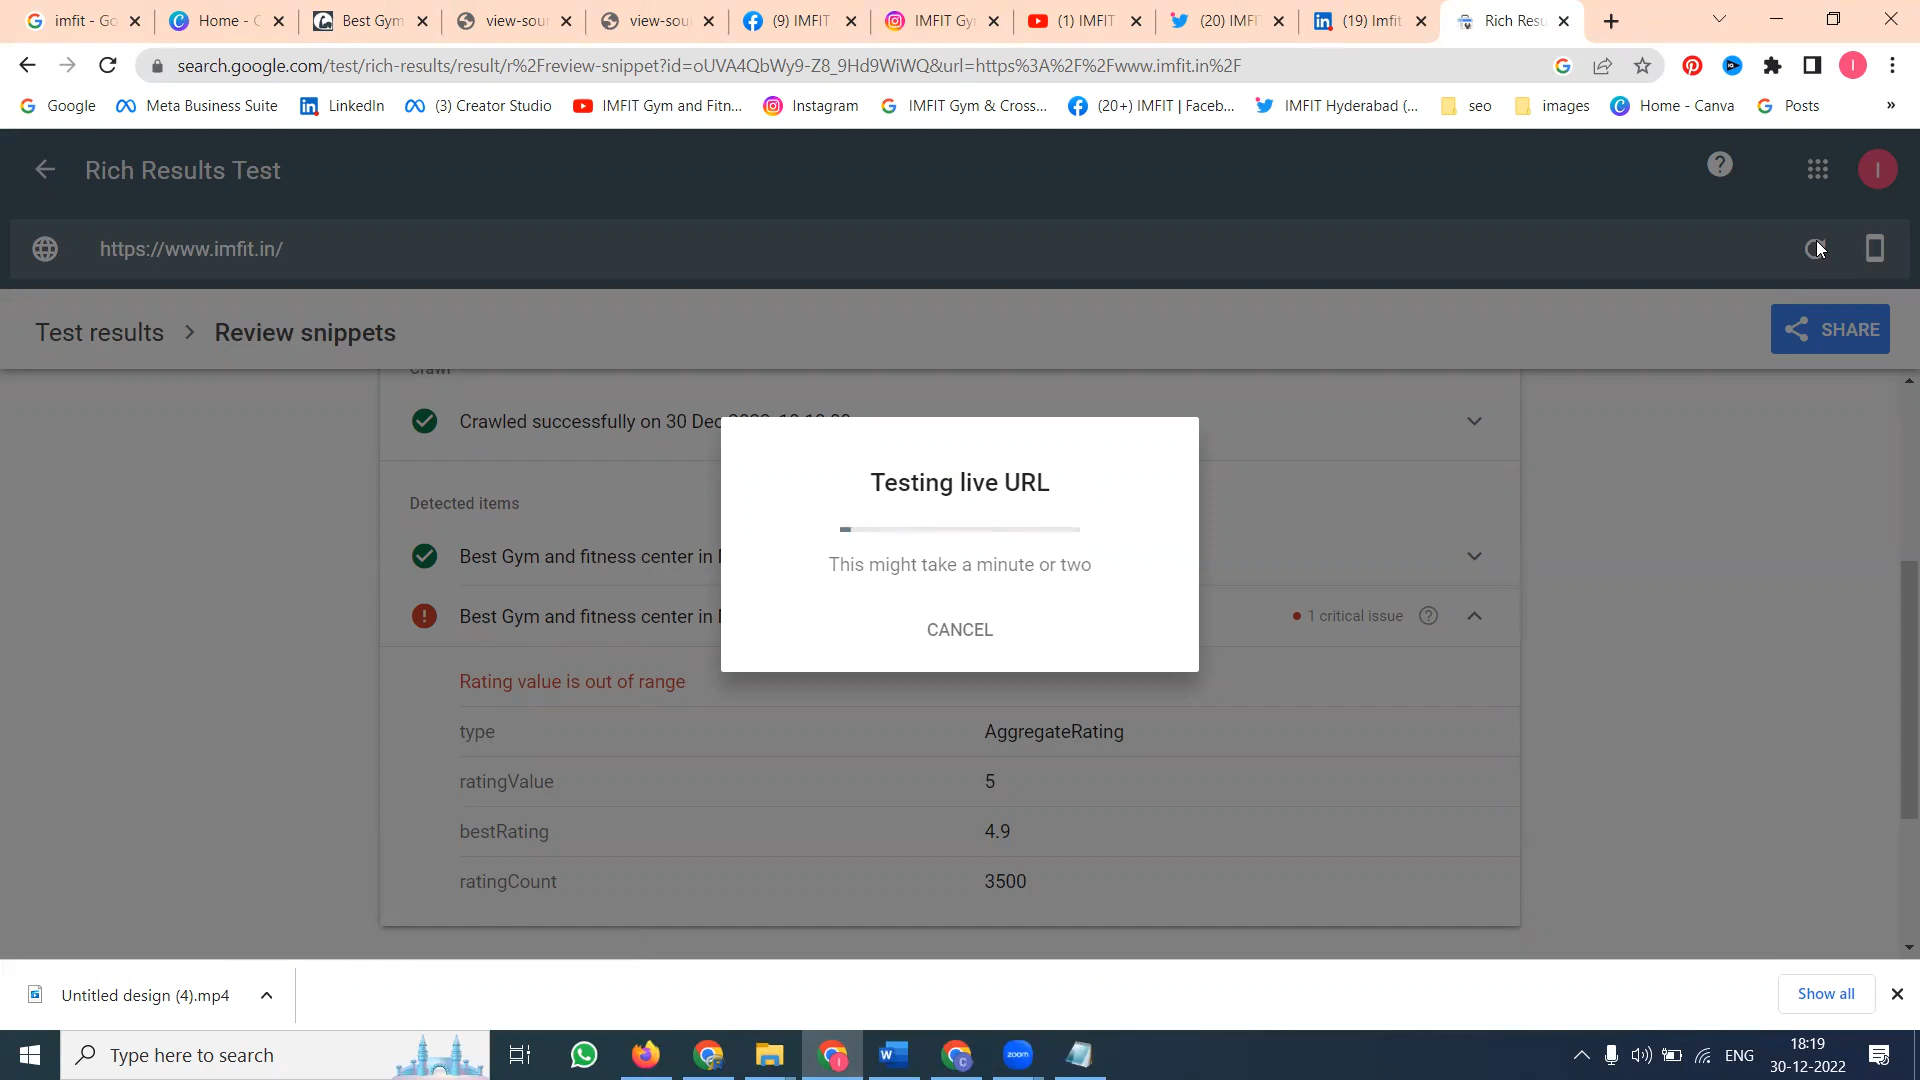 imfit - Go
Home - C
Best Gym
view-sour
view-sour
(9) IMFIT
IMFIT Gy
(1) IMFIT
(20) IMFI
(19) Imfit
Rich Resu
search.google.com/test/rich-results/result/r%2Freview-snippet?id=oUVA4QbWy9-Z8_9Hd9WiWQ&url=https%3A%2F%2Fwww.imfit.in%2F
I
Google
Meta Business Suite
LinkedIn
(3) Creator Studio
IMFIT Gym and Fitn...
Instagram
IMFIT Gym & Cross...
(20+) IMFIT | Faceb...
IMFIT Hyderabad (...
seo
images
Home - Canva
Posts
»
Rich Results Test
I
https://www.imfit.in/
Test results > Review snippets
SHARE
Crawl
Crawled successfully on 30 Dec
Testing live URL
This might take a minute or two
CANCEL
Detected items
Best Gym and fitness center in
Best Gym and fitness center in
1 critical issue
Rating value is out of range
type AggregateRating
ratingValue 5
bestRating 4.9
ratingCount 3500
Untitled design (4).mp4
Show all
Type here to search
zoom
ENG
18:19
30-12-2022